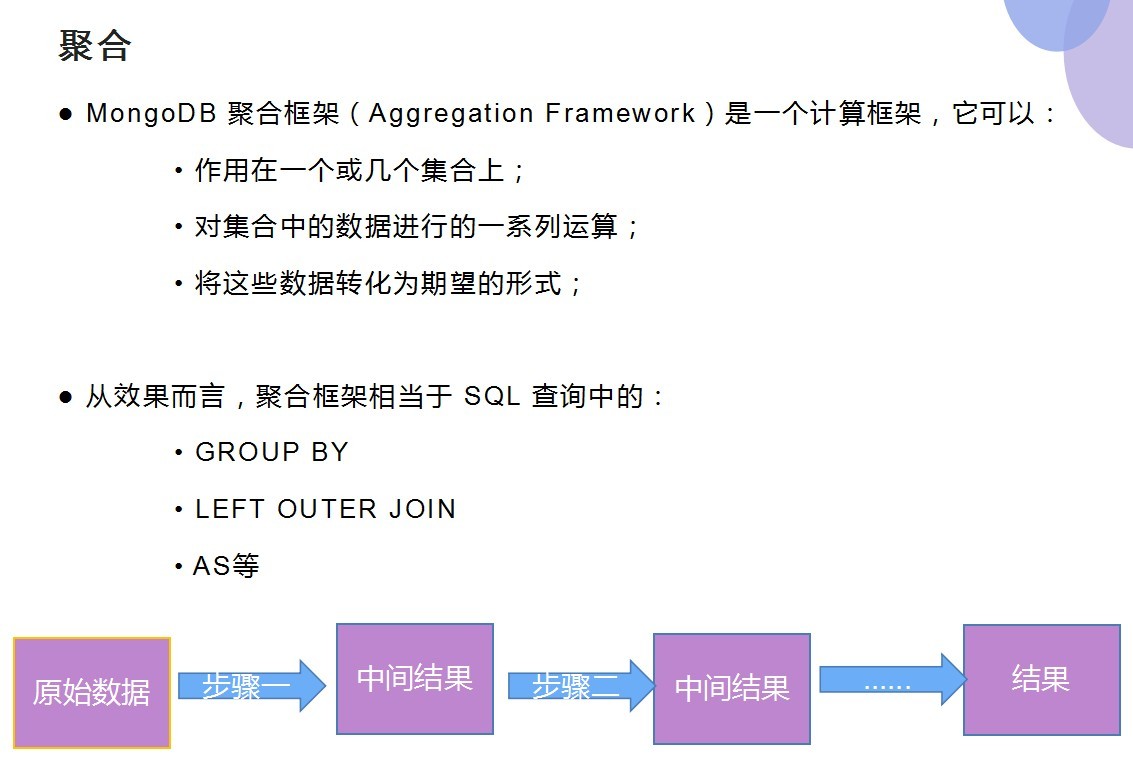 聚合
● MongoDB 聚合框架（Aggregation Framework）是一个计算框架，它可以：
• 作用在一个或几个集合上；
• 对集合中的数据进行的一系列运算；
• 将这些数据转化为期望的形式；
● 从效果而言，聚合框架相当于 SQL 查询中的：
• GROUP BY
• LEFT OUTER JOIN
• AS等
原始数据
步骤一
中间结果
步骤二
中间结果
......
结果